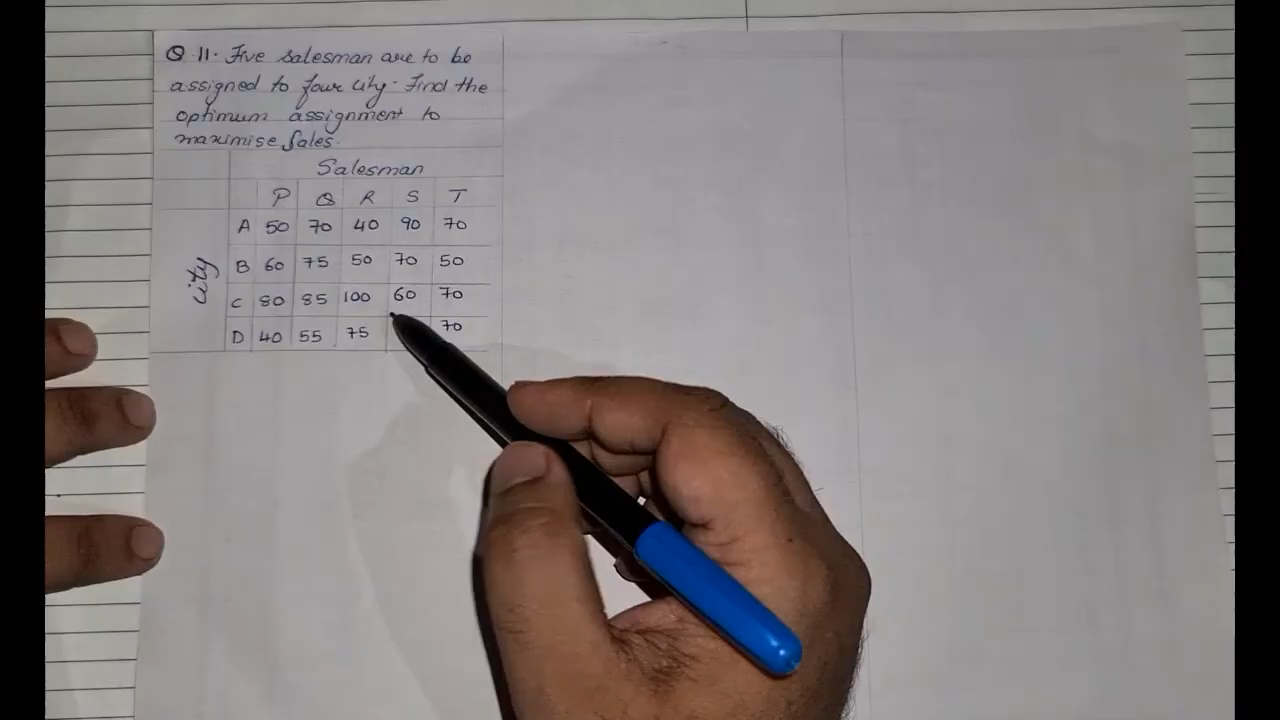 Q.11. Five salesman are to be
assigned to four city. Find the
optimum assignment to
maximise Sales.
Salesman
P Q R S T
A 50 70 40 90 70
B 60 75 50 70 50
City
C 80 85 100 60 70
D 40 55 75 70